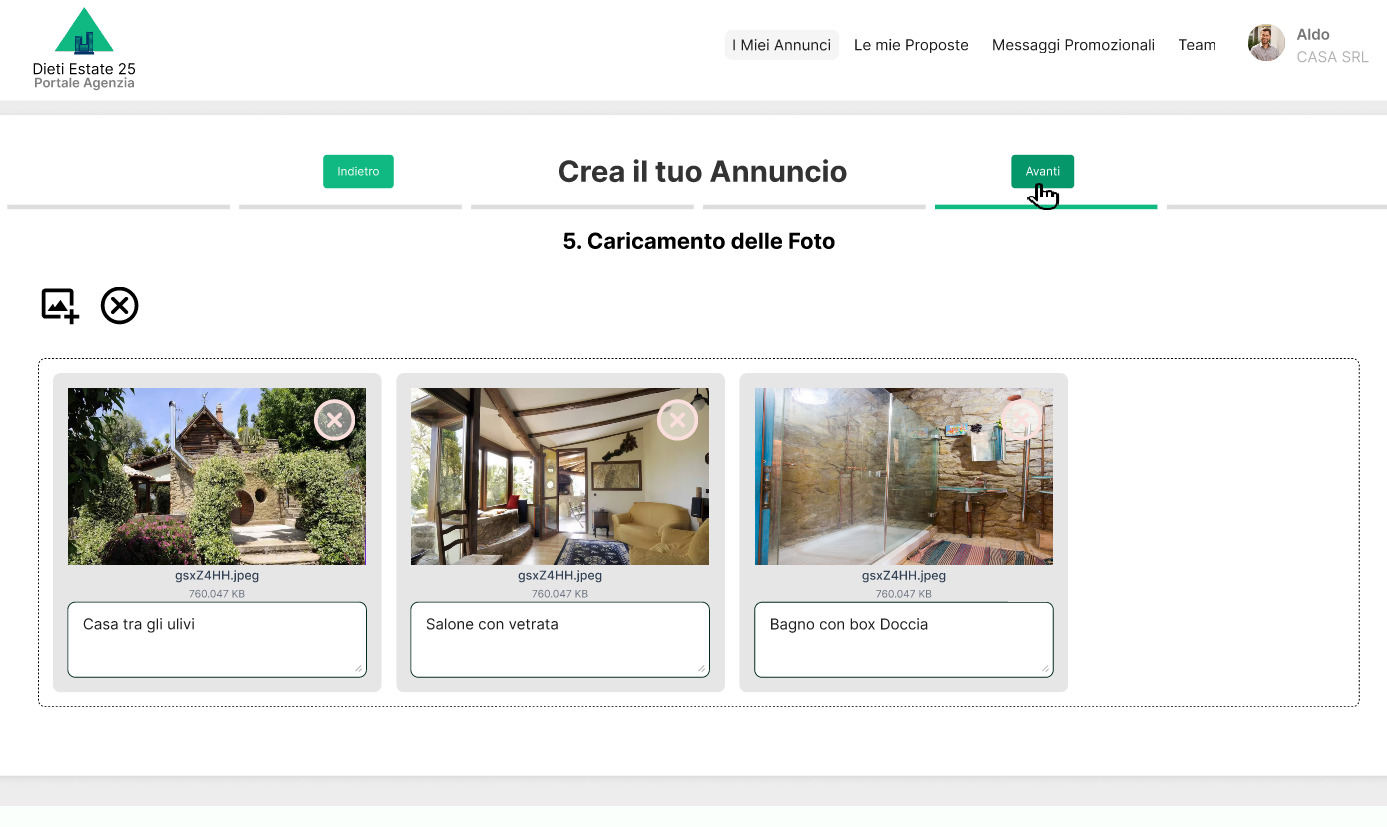 Dieti Estate 25
Portale Agenzia
I Miei Annunci
Le mie Proposte
Messaggi Promozionali
Team
Aldo
CASA SRL
Indietro
Crea il tuo Annuncio
Avanti
5. Caricamento delle Foto
gsxZ4HH.jpeg
760.047 KB
Casa tra gli ulivi
gsxZ4HH.jpeg
760.047 KB
Salone con vetrata
gsxZ4HH.jpeg
760.047 KB
Bagno con box Doccia